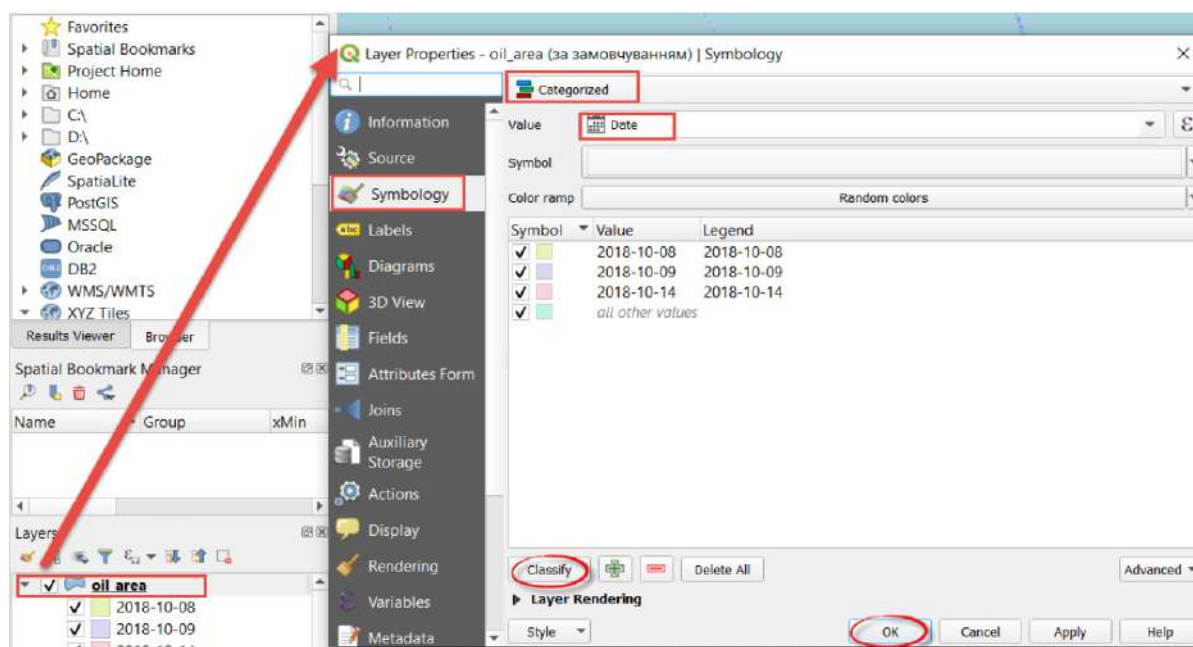 Favorites
Spatial Bookmarks
Project Home
Home
C:\
D:\
GeoPackage
SpatiaLite
PostGIS
MSSQL
Oracle
DB2
WMS/WMTS
XYZ Tiles
Results Viewer
Spatial Bookmark Manager
Name Group xMin
Layers
oil_area
2018-10-08
2018-10-09
2018-10-14
Layer Properties - oil_area (за замовчуванням) | Symbology
Information
Source
Symbology
Labels
Diagrams
3D View
Fields
Attributes Form
Joins
Auxiliary
Storage
Actions
Display
Rendering
Variables
Metadata
Categorized
Value Date
Symbol
Color ramp Random colors
Symbol Value Legend
2018-10-08 2018-10-08
2018-10-09 2018-10-09
2018-10-14 2018-10-14
all other values
Classify Delete All Advanced
Layer Rendering
Style OK Cancel Apply Help